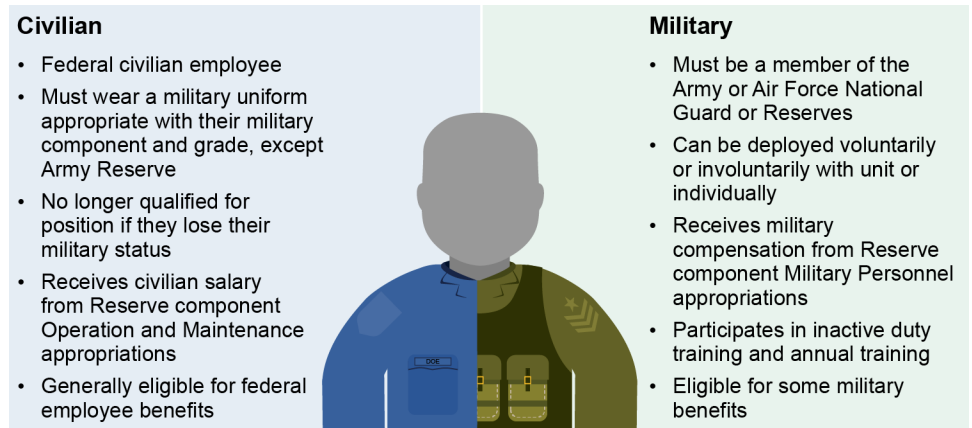 Civilian
• Federal civilian employee
• Must wear a military uniform
appropriate with their military
component and grade, except
Army Reserve
• No longer qualified for
position if they lose their
military status
• Receives civilian salary
from Reserve component
Operation and Maintenance
appropriations
• Generally eligible for federal
employee benefits
DOE
Military
• Must be a member of the
Army or Air Force National
Guard or Reserves
• Can be deployed voluntarily
or involuntarily with unit or
individually
• Receives military
compensation from Reserve
component Military Personnel
appropriations
• Participates in inactive duty
training and annual training
• Eligible for some military
benefits